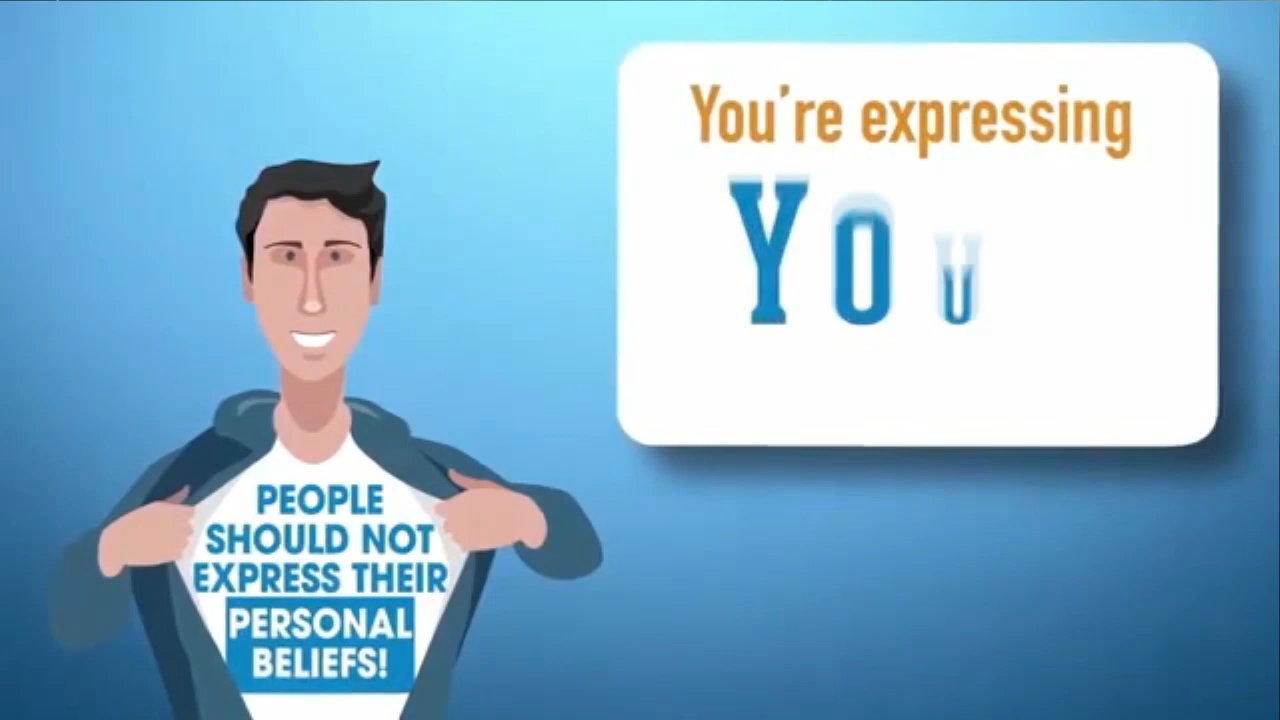 You're expressing
YOU
PEOPLE
SHOULD NOT
EXPRESS THEIR
PERSONAL
BELIEFS!